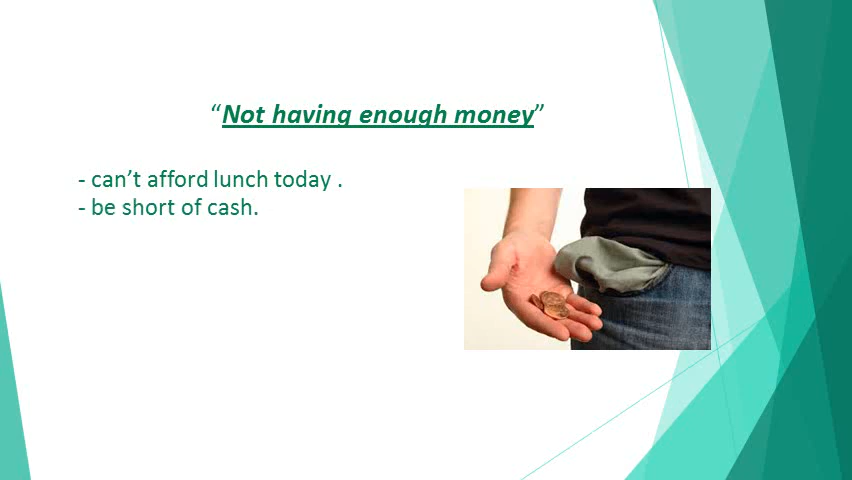 “Not having enough money”
- can’t afford lunch today .
- be short of cash.